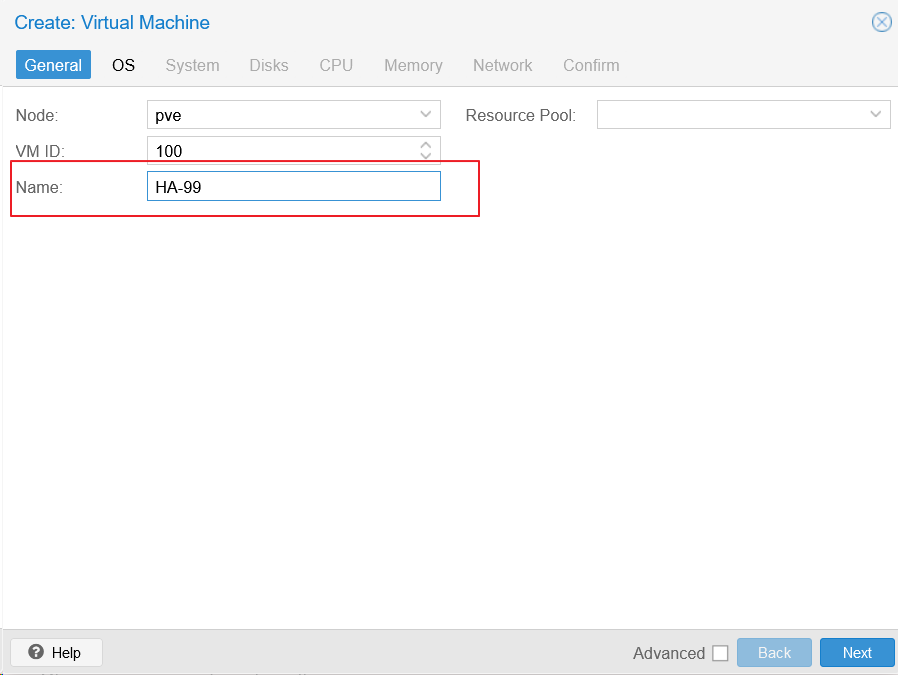 Create: Virtual Machine
General OS System Disks CPU Memory Network Confirm
Node: pve Resource Pool:
VM ID: 100
Name: HA-99
Help Advanced Back Next